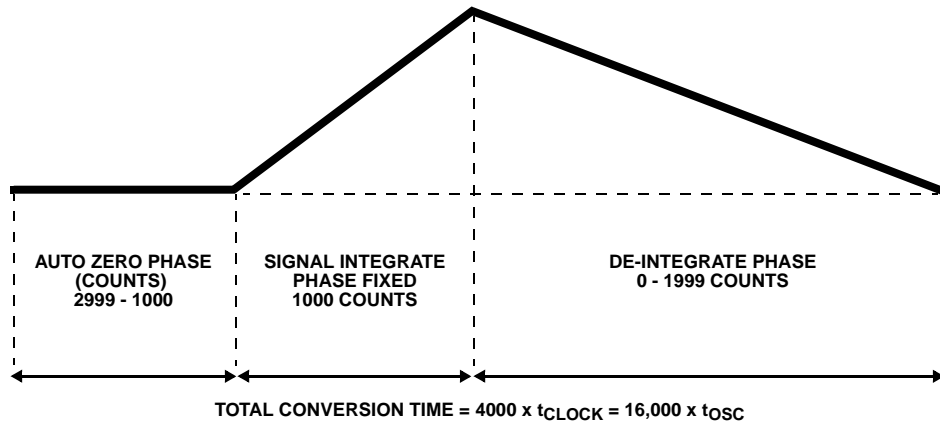 AUTO ZERO PHASE
(COUNTS)
2999 - 1000
SIGNAL INTEGRATE
PHASE FIXED
1000 COUNTS
DE-INTEGRATE PHASE
0 - 1999 COUNTS
TOTAL CONVERSION TIME = 4000 x tCLOCK = 16,000 x tOSC